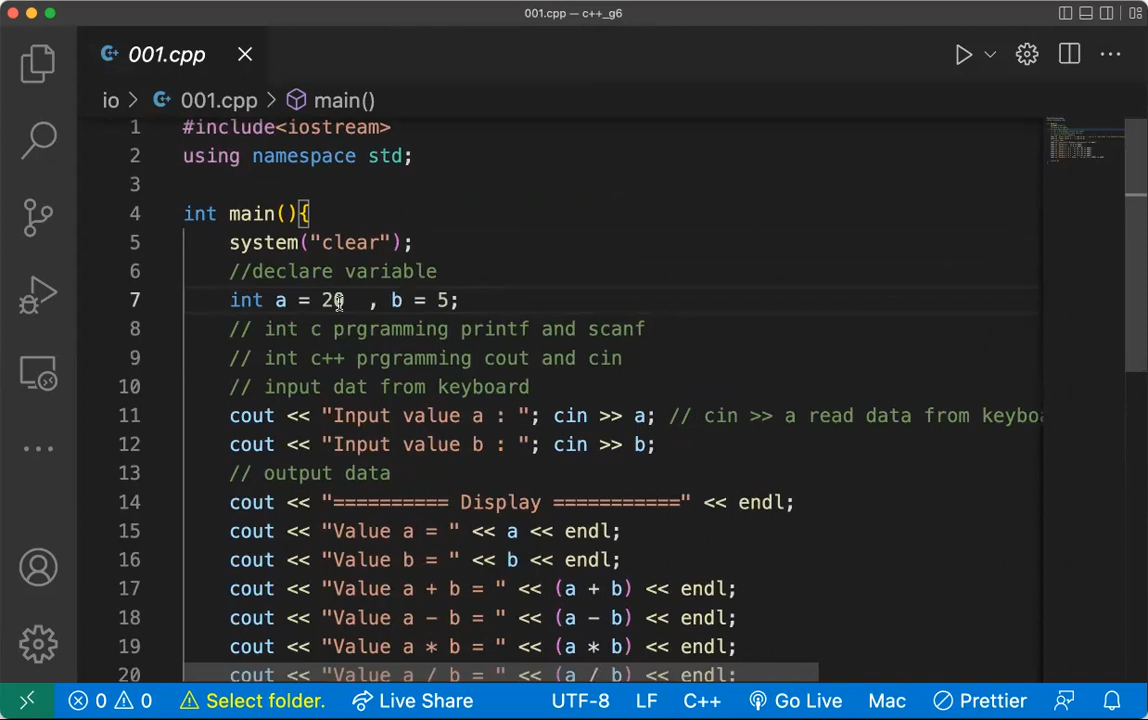 001.cpp — c++_g6
001.cpp
io > 001.cpp > main()
1 #include<iostream>
2 using namespace std;
3
4 int main(){
5 system("clear");
6 //declare variable
7 int a = 20 , b = 5;
8 // int c prgramming printf and scanf
9 // int c++ prgramming cout and cin
10 // input dat from keyboard
11 cout << "Input value a : "; cin >> a; // cin >> a read data from keyboa
12 cout << "Input value b : "; cin >> b;
13 // output data
14 cout << "========== Display ===========" << endl;
15 cout << "Value a = " << a << endl;
16 cout << "Value b = " << b << endl;
17 cout << "Value a + b = " << (a + b) << endl;
18 cout << "Value a - b = " << (a - b) << endl;
19 cout << "Value a * b = " << (a * b) << endl;
20 cout << "Value a / b = " << (a / b) << endl;
0 0 Select folder. Live Share UTF-8 LF C++ Go Live Mac Prettier